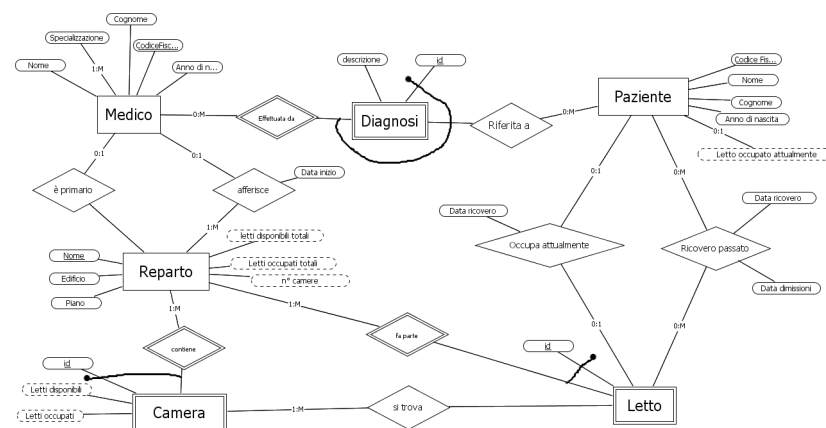 Cognome
Specializzazione
CodiceFisc...
1:M
Nome
Anno di n...
Medico
0:M
Effettuata da
descrizione
id
Diagnosi
Riferita a
0:M
Paziente
Codice Fis...
Nome
Cognome
Anno di nascita
0:1
Letto occupato attualmente
0:1
0:1
è primario
afferisce
Data inizio
1:M
0:1
0:M
Data ricovero
Occupa attualmente
Data ricovero
Ricovero passato
Data dimissioni
Nome
Edificio
Piano
Reparto
letti disponibili totali
Letti occupati totali
n° camere
1:M
1:M
contiene
fa parte
0:1
0:M
id
id
Letti disponibili
Letti occupati
Camera
1:M
si trova
Letto